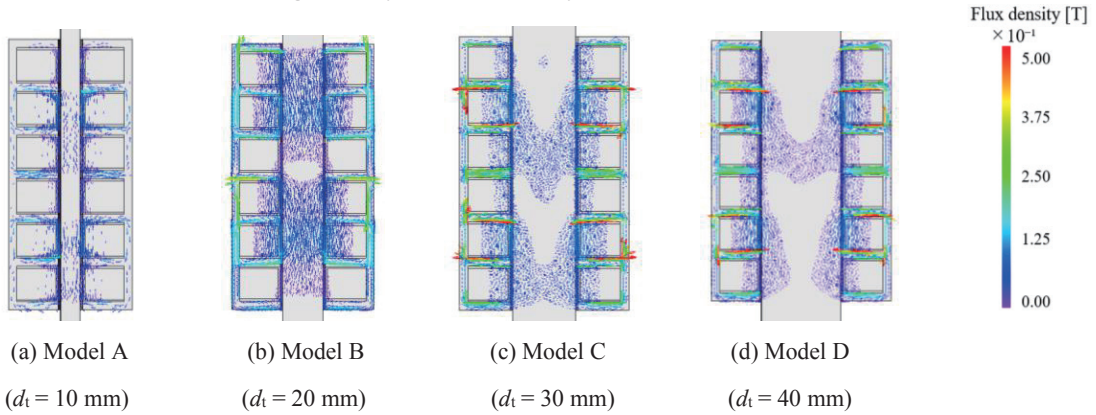 Flux density [T]
× 10⁻¹
5.00
3.75
2.50
1.25
0.00
(a) Model A
(b) Model B
(c) Model C
(d) Model D
(dt = 10 mm)
(dt = 20 mm)
(dt = 30 mm)
(dt = 40 mm)